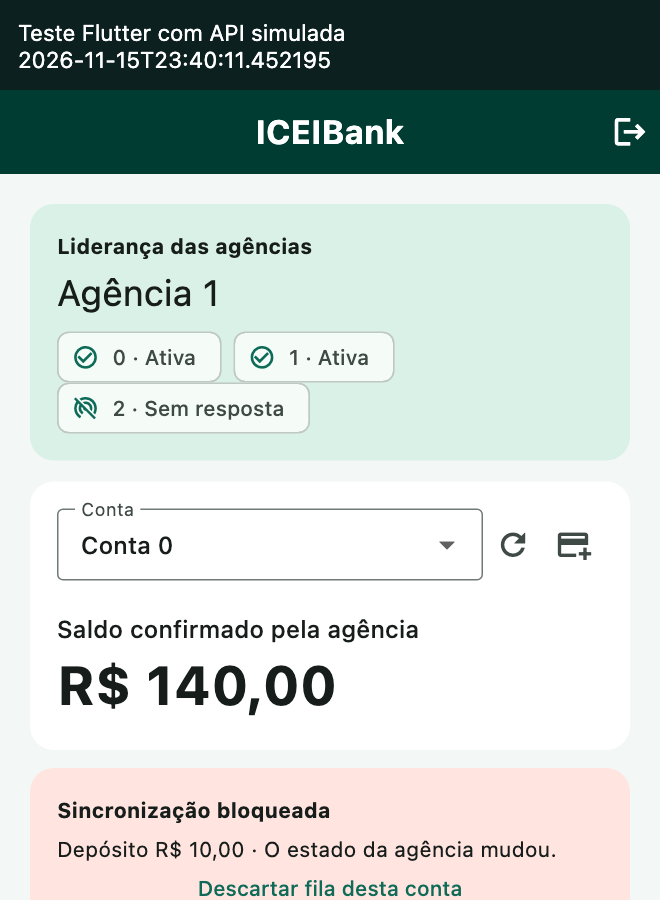 Teste Flutter com API simulada
2026-11-15T23:40:11.452195
ICEIBank
Liderança das agências
Agência 1
0 · Ativa
1 · Ativa
2 · Sem resposta
Conta
Conta 0
Saldo confirmado pela agência
R$ 140,00
Sincronização bloqueada
Depósito R$ 10,00 · O estado da agência mudou.
Descartar fila desta conta